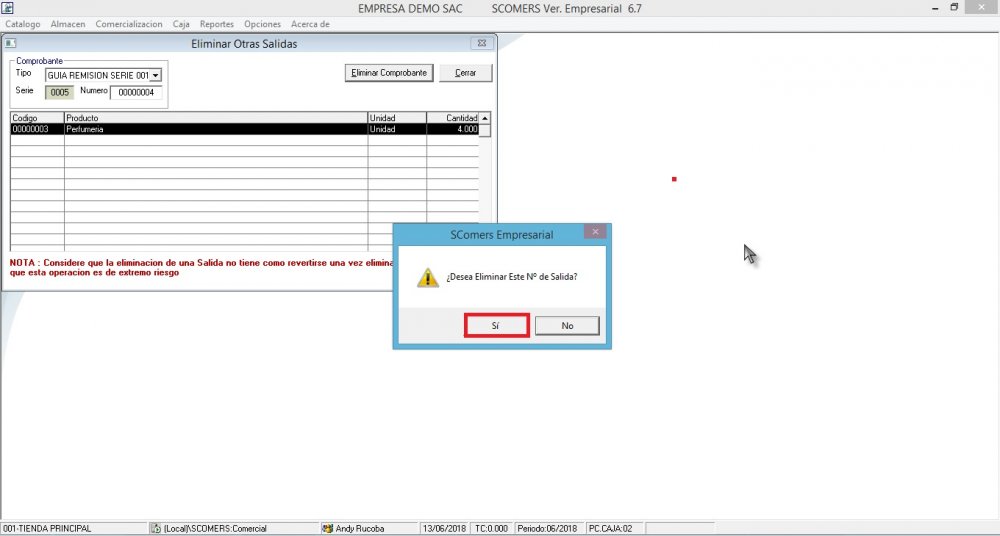 EMPRESA DEMO SAC SCOMERS Ver. Empresarial 6.7
Catalogo Almacen Comercialización Caja Reportes Opciones Acerca de
Eliminar Otras Salidas
Comprobante
Tipo GUIA REMISION SERIE 001
Eliminar Comprobante Cerrar
Serie 0005 Numero 00000004
Codigo Producto Unidad Cantidad
00000003 Perfumeria Unidad 4.000
SComers Empresarial
NOTA : Considere que la eliminacion de una Salida no tiene como revertirse una vez elimina
que esta operacion es de extremo riesgo
¿Desea Eliminar Este Nº de Salida?
Sí No
001-TIENDA PRINCIPAL (Local)\SCOMERS:Comercial Andy Rucoba 13/06/2018 TC:0.000 Periodo:06/2018 PC.CAJA:02